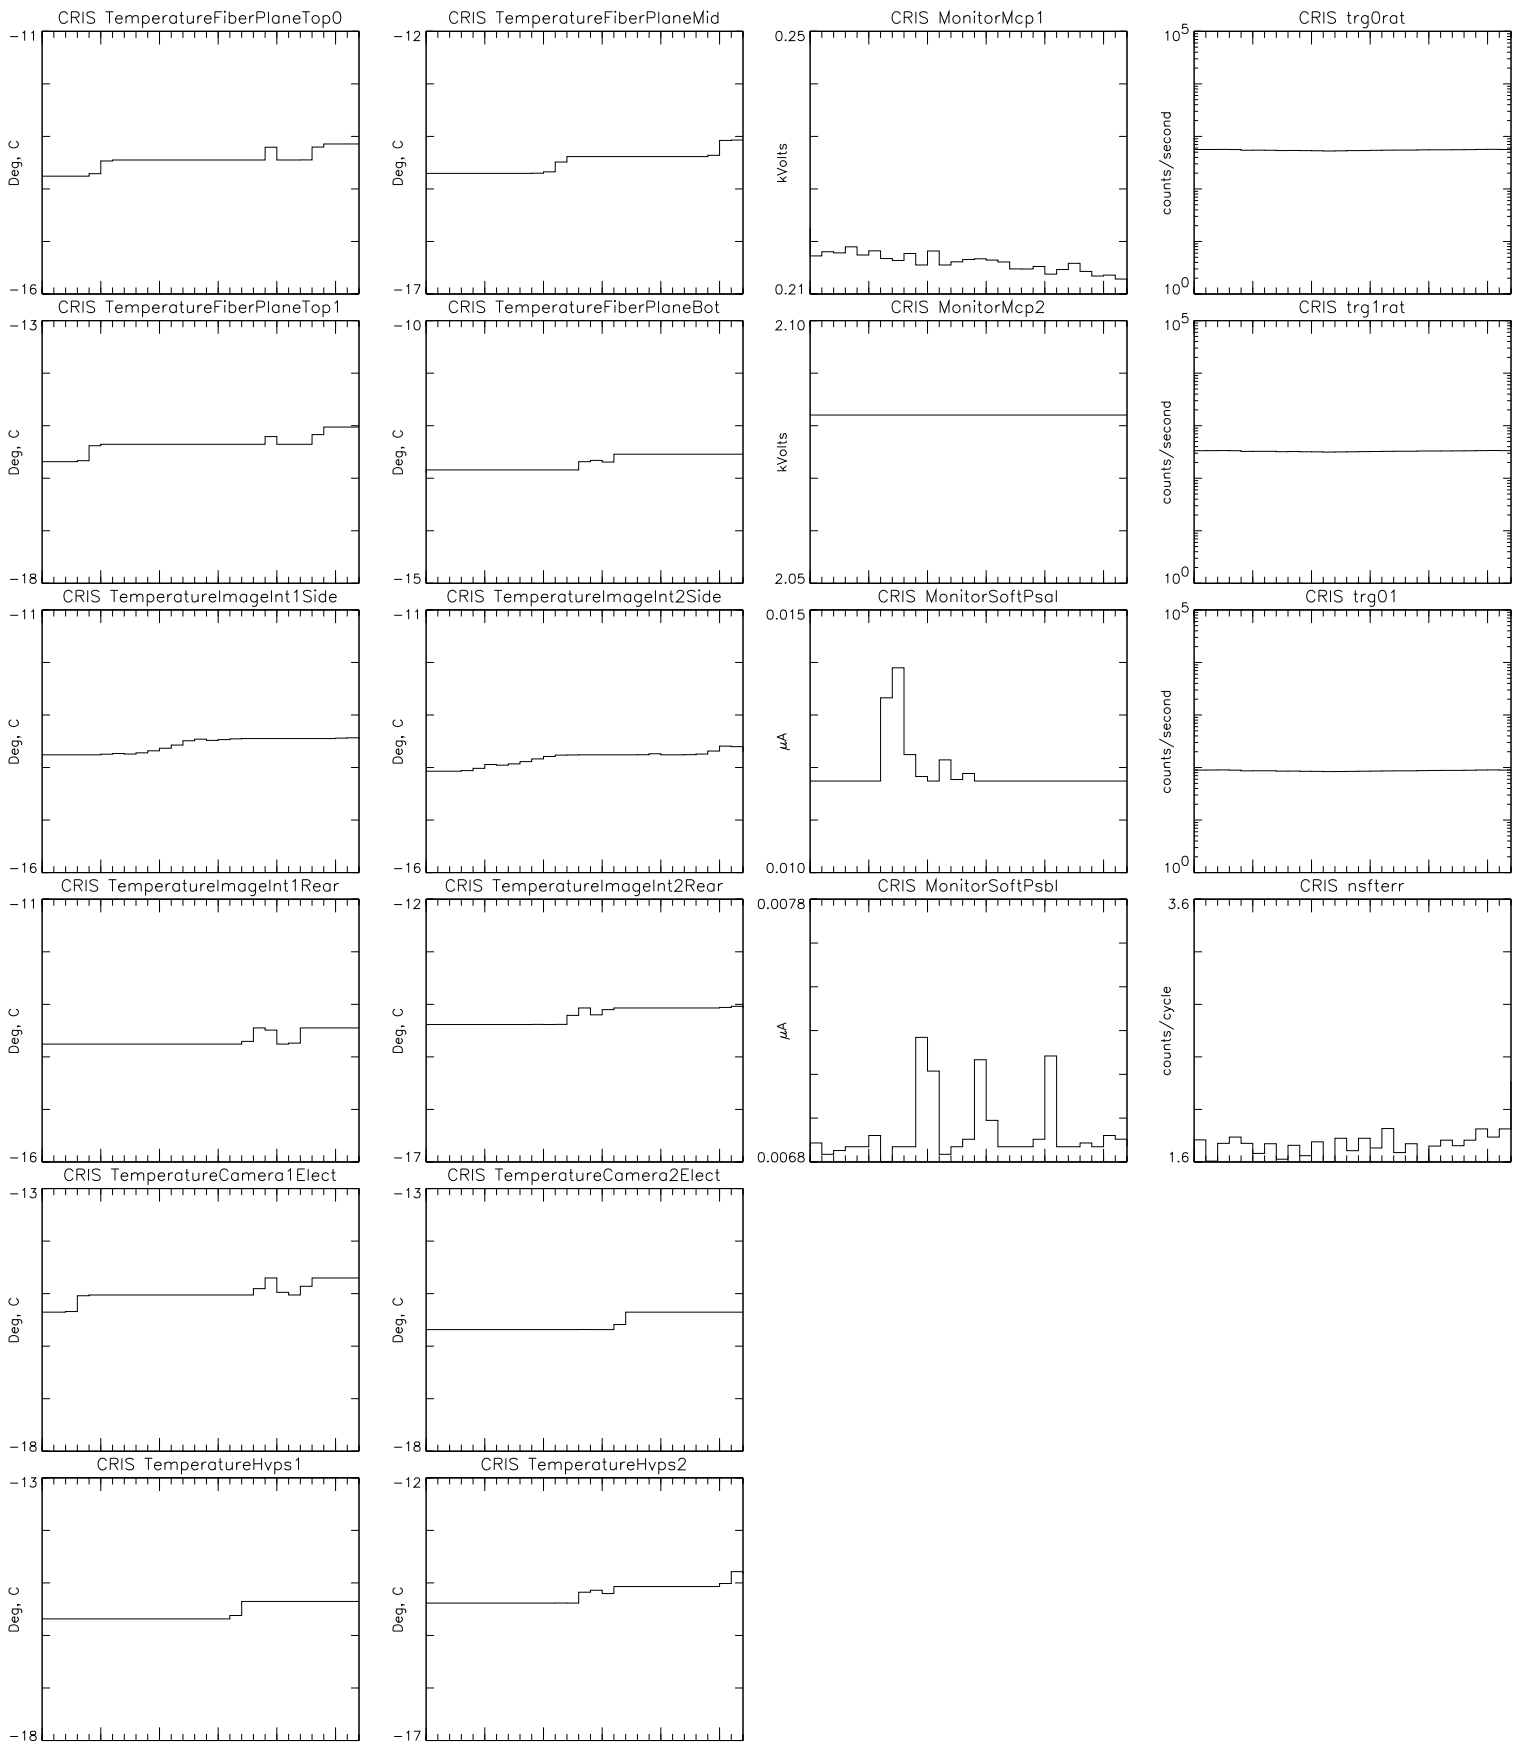 CRIS TemperatureFiberPlaneTop0
-11
Deg, C
-16
CRIS TemperatureFiberPlaneMid
-12
Deg, C
-17
CRIS MonitorMcp1
0.25
kVolts
0.21
CRIS trg0rat
10^5
counts/second
10^0
CRIS TemperatureFiberPlaneTop1
-13
Deg, C
-18
CRIS TemperatureFiberPlaneBot
-10
Deg, C
-15
CRIS MonitorMcp2
2.10
kVolts
2.05
CRIS trg1rat
10^5
counts/second
10^0
CRIS TemperatureImageInt1Side
-11
Deg, C
-16
CRIS TemperatureImageInt2Side
-11
Deg, C
-16
CRIS MonitorSoftPsaI
0.015
μA
0.010
CRIS trg01
10^5
counts/second
10^0
CRIS TemperatureImageInt1Rear
-11
Deg, C
-16
CRIS TemperatureImageInt2Rear
-12
Deg, C
-17
CRIS MonitorSoftPsbI
0.0078
μA
0.0068
CRIS nsfterr
3.6
counts/cycle
1.6
CRIS TemperatureCamera1Elect
-13
Deg, C
-18
CRIS TemperatureCamera2Elect
-13
Deg, C
-18
CRIS TemperatureHvps1
-13
Deg, C
-18
CRIS TemperatureHvps2
-12
Deg, C
-17